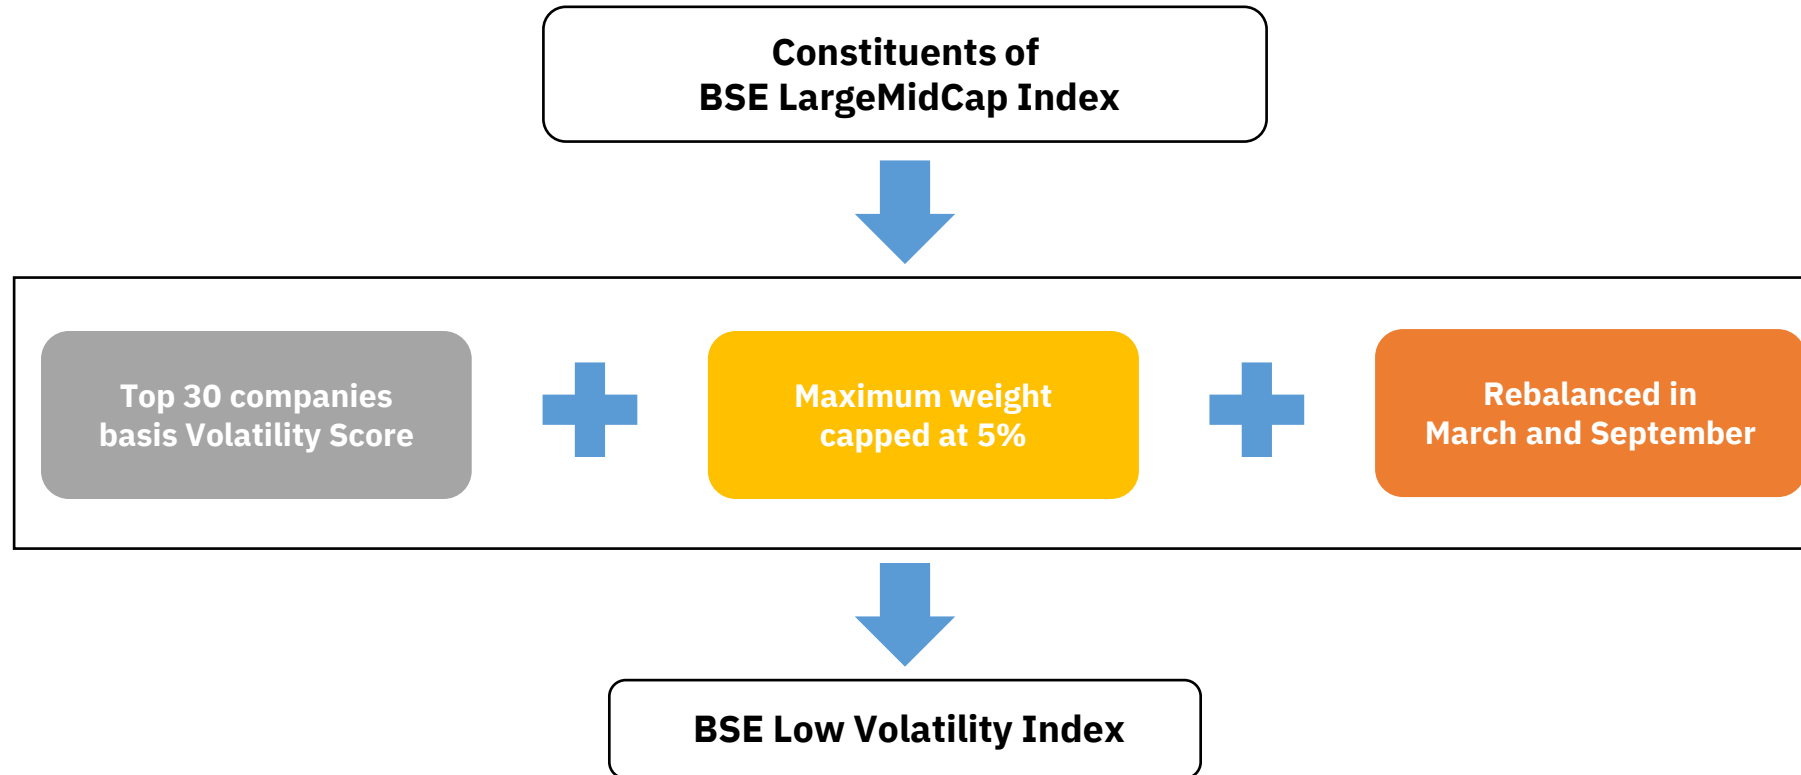 Constituents of
BSE LargeMidCap Index
Top 30 companies
basis Volatility Score
Maximum weight
capped at 5%
Rebalanced in
March and September
BSE Low Volatility Index